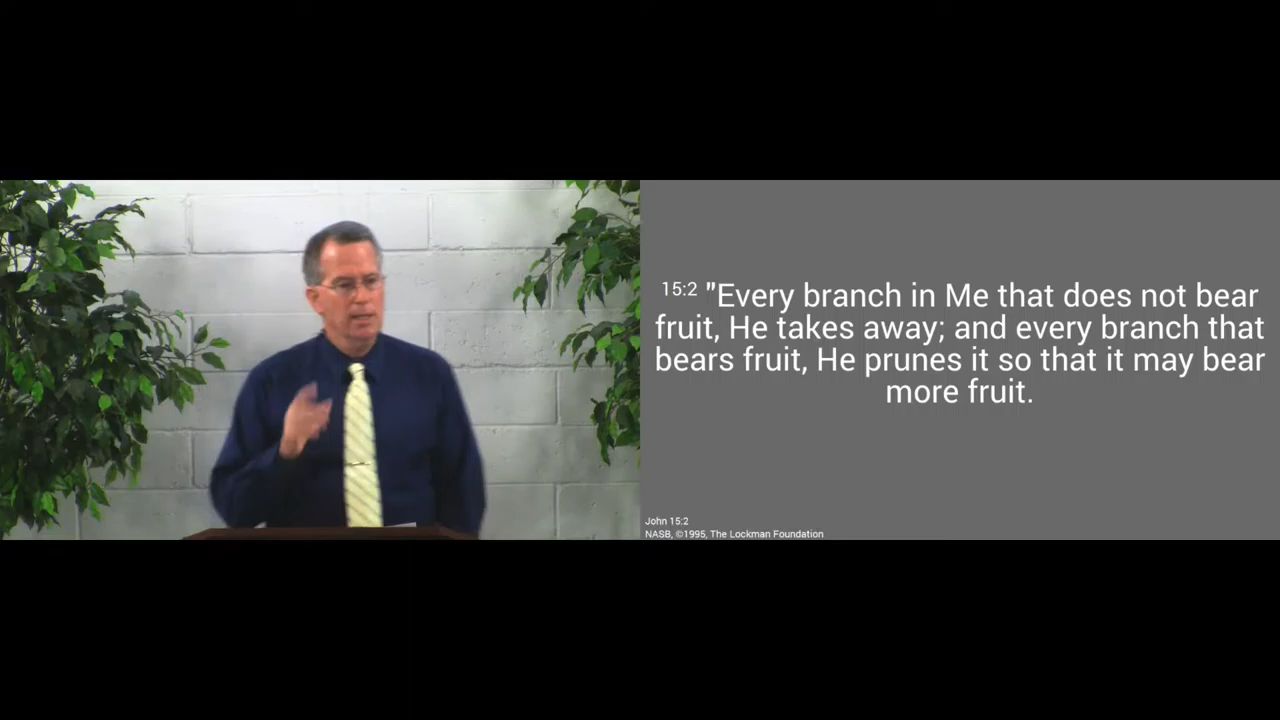 15:2 "Every branch in Me that does not bear
fruit, He takes away; and every branch that
bears fruit, He prunes it so that it may bear
more fruit.
John 15:2
NASB, ©1995, The Lockman Foundation